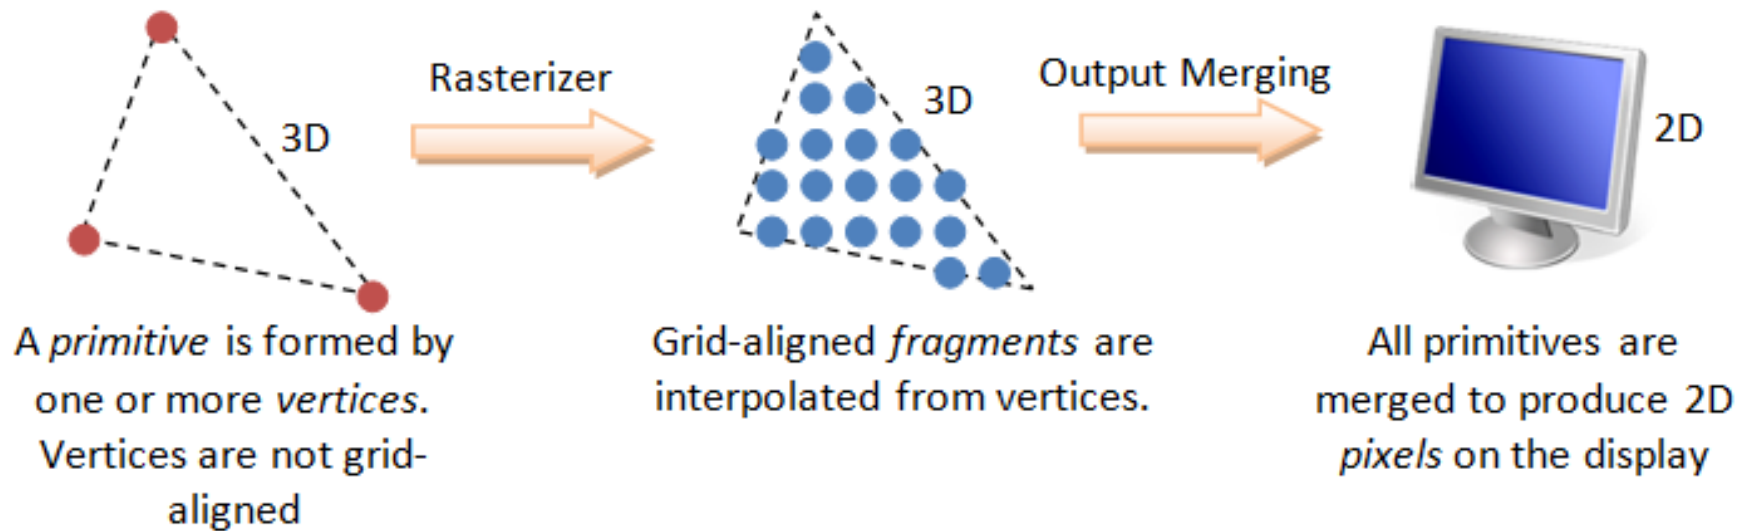 3D
Rasterizer
3D
Output Merging
2D
A primitive is formed by
one or more vertices.
Vertices are not grid-
aligned
Grid-aligned fragments are
interpolated from vertices.
All primitives are
merged to produce 2D
pixels on the display